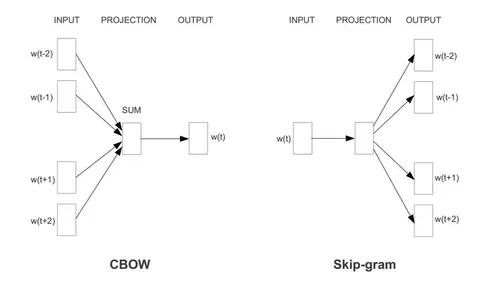 INPUT PROJECTION OUTPUT
w(t-2)
w(t-1)
SUM
w(t)
w(t+1)
w(t+2)
CBOW
INPUT PROJECTION OUTPUT
w(t-2)
w(t-1)
w(t)
w(t+1)
w(t+2)
Skip-gram